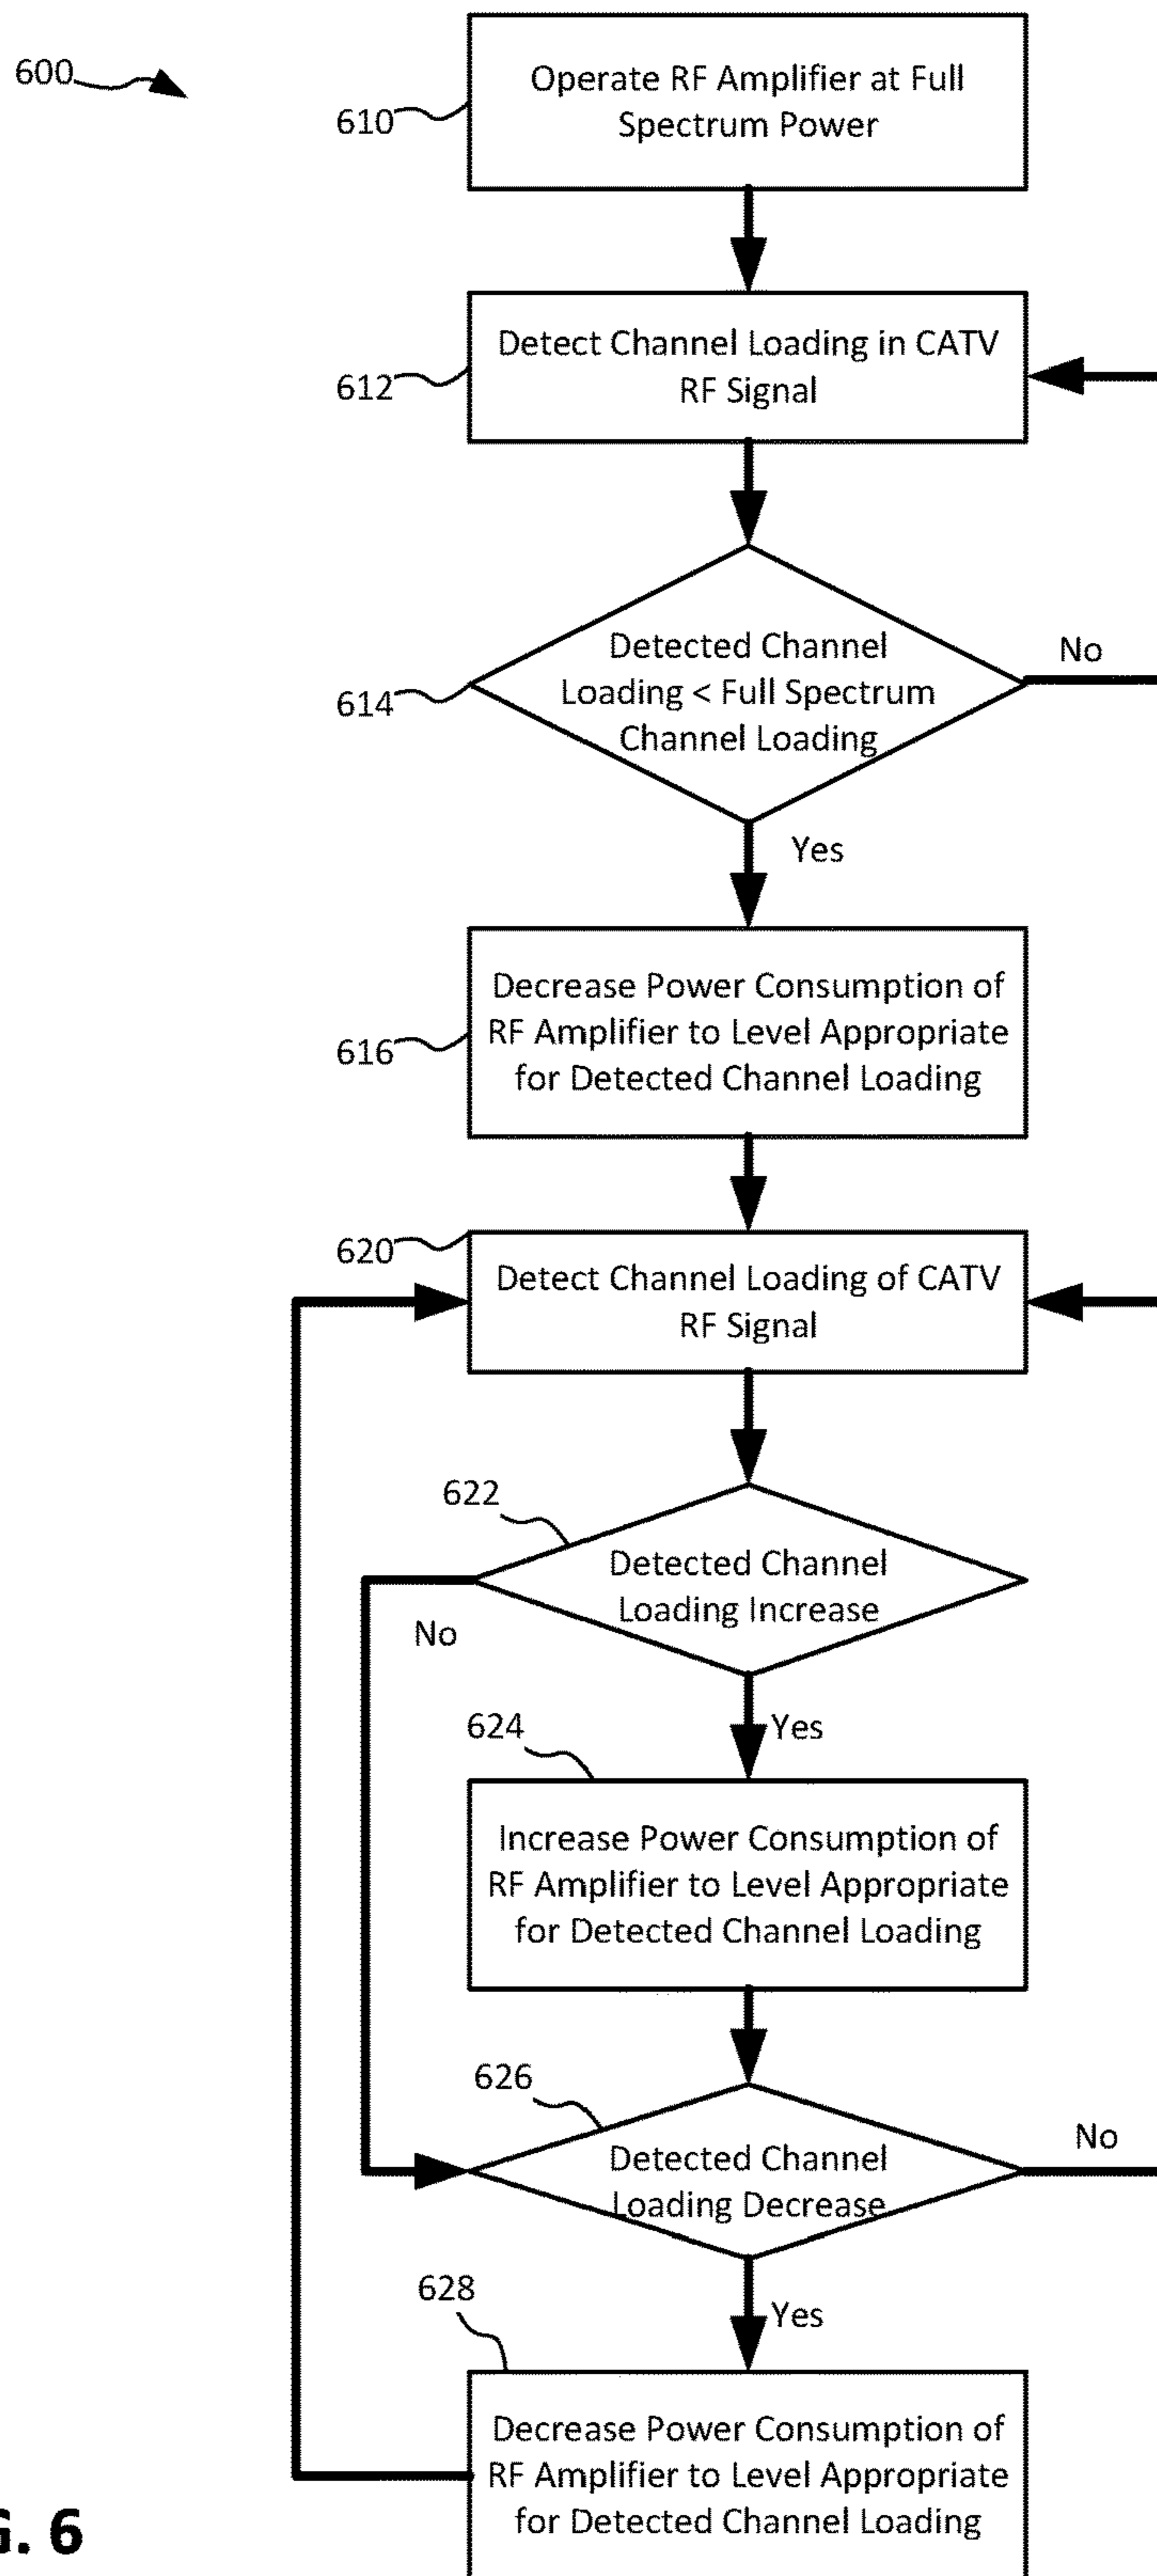 600
Operate RF Amplifier at Full
Spectrum Power
610
Detect Channel Loading in CATV
RF Signal
612
Detected Channel
Loading < Full Spectrum
Channel Loading
614
No
Yes
Decrease Power Consumption of
RF Amplifier to Level Appropriate
for Detected Channel Loading
616
620
Detect Channel Loading of CATV
RF Signal
622
Detected Channel
Loading Increase
No
Yes
624
Increase Power Consumption of
RF Amplifier to Level Appropriate
for Detected Channel Loading
626
Detected Channel
Loading Decrease
No
Yes
628
Decrease Power Consumption of
RF Amplifier to Level Appropriate
for Detected Channel Loading
G. 6